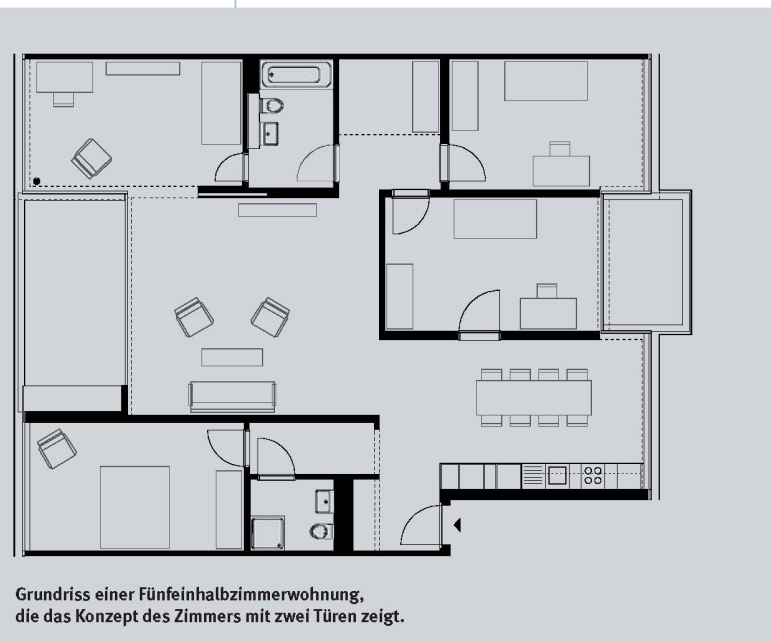 Grundriss einer Fünfeinhalbzimmerwohnung,
die das Konzept des Zimmers mit zwei Türen zeigt.